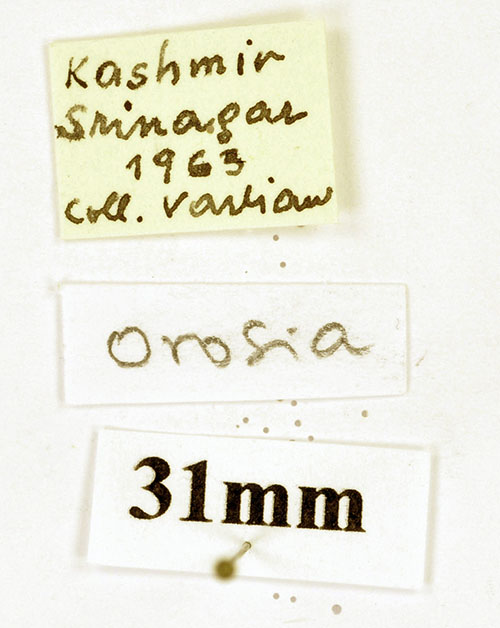 Kashmir
Srinagar
1963
Coll. Vartian
Orosia
31mm